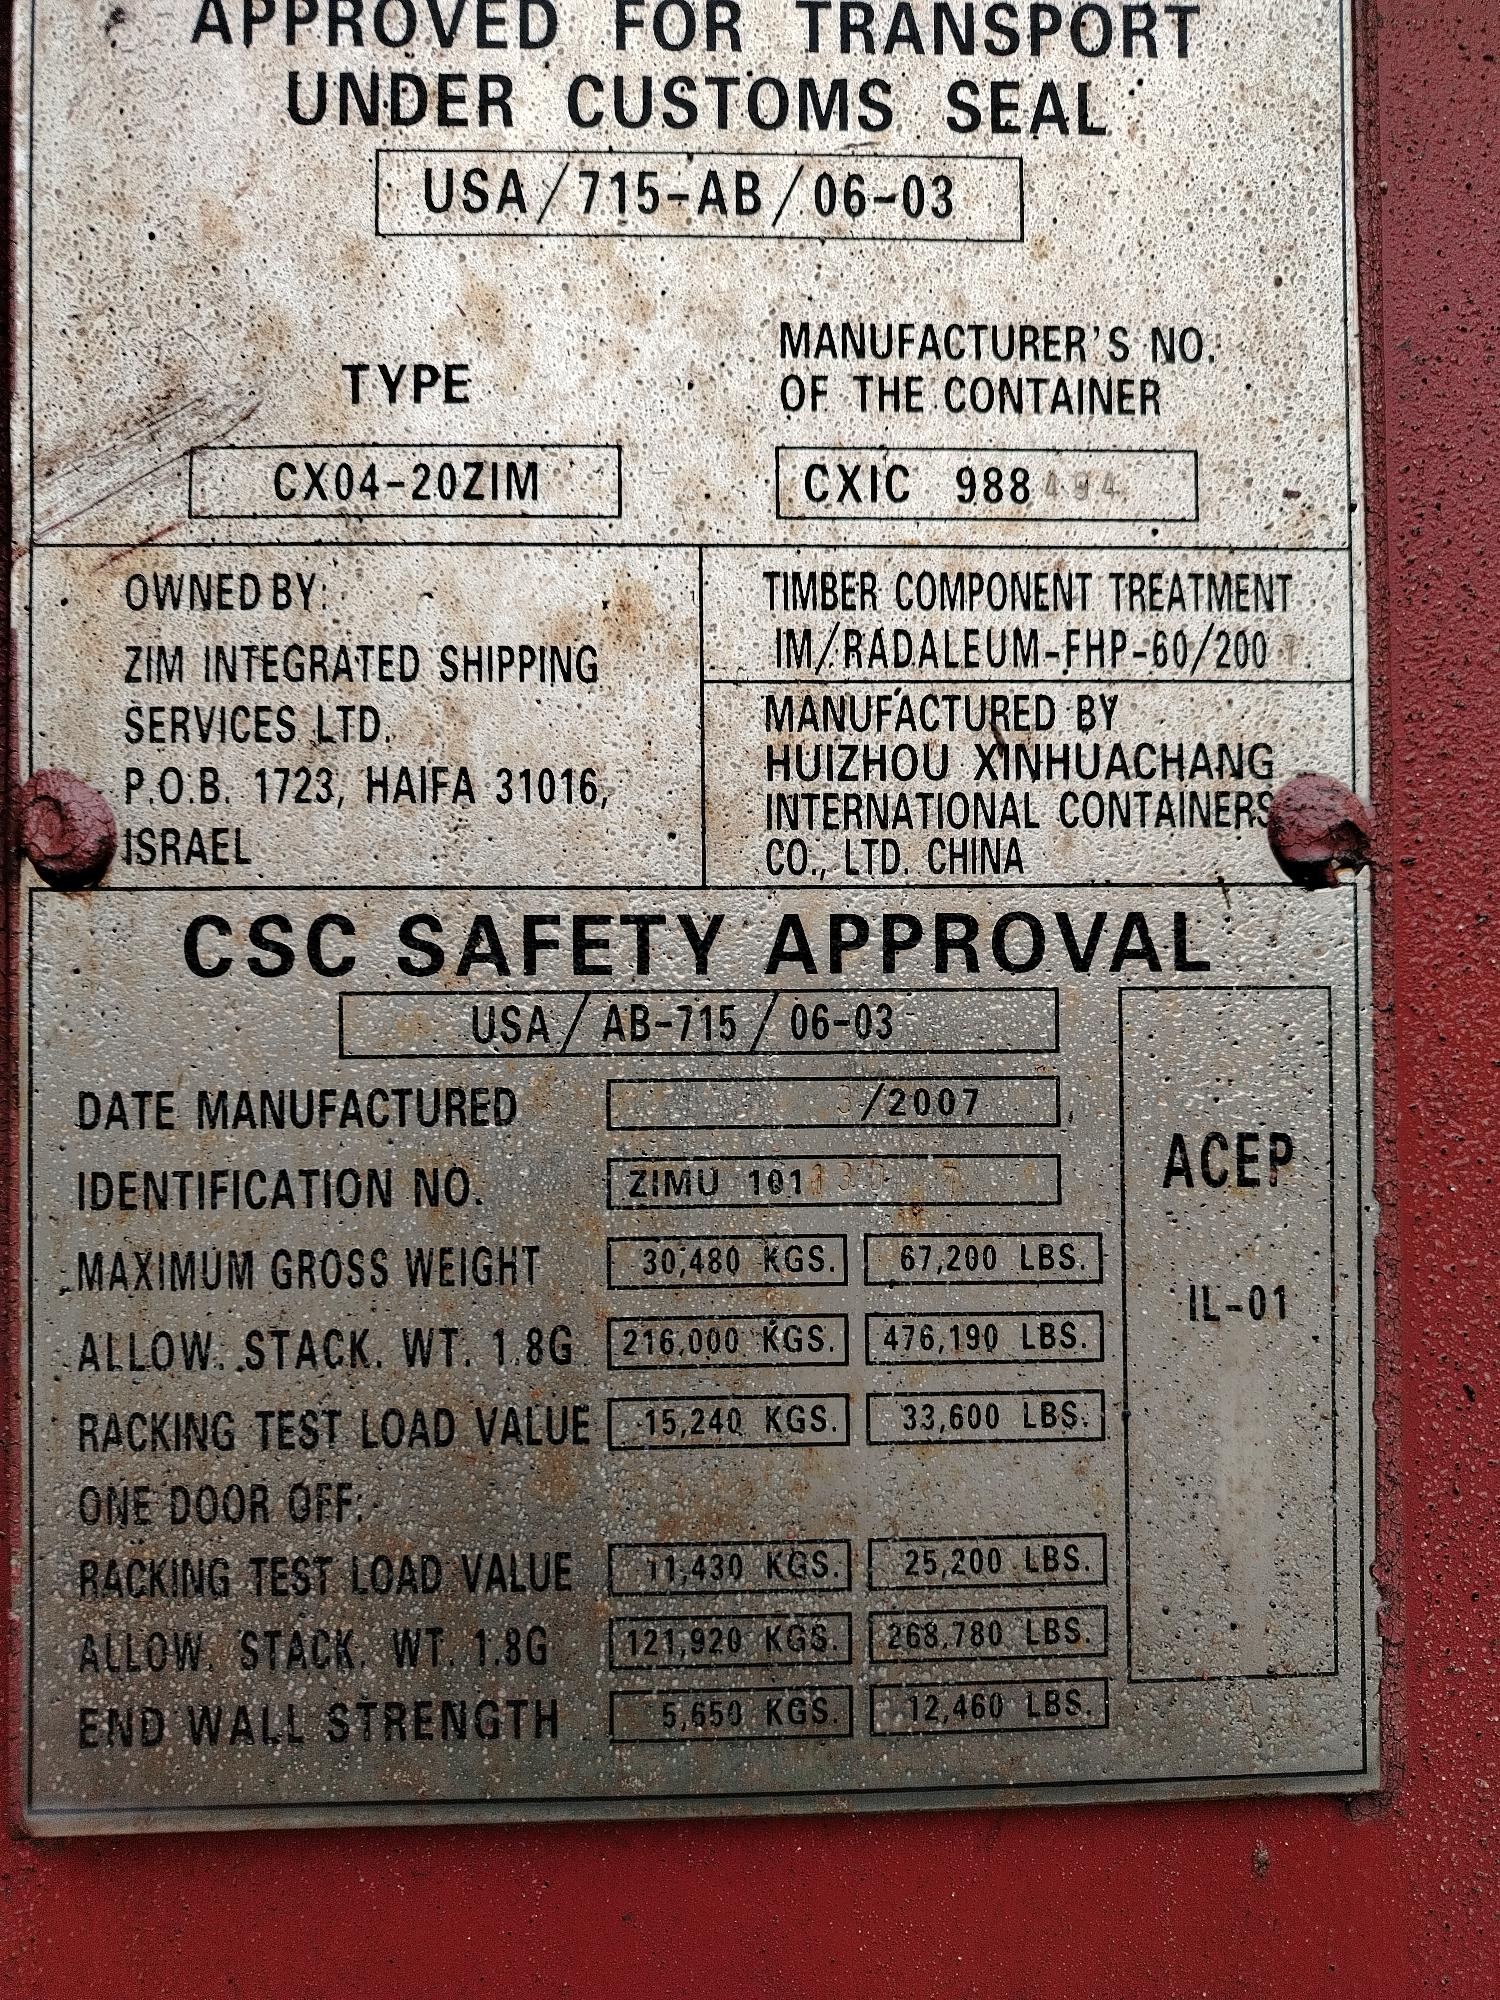 APPROVED FOR TRANSPORT
UNDER CUSTOMS SEAL
USA/715-AB/06-03
TYPE
MANUFACTURER'S NO.
OF THE CONTAINER
CX04-20ZIM
CXIC 988494
OWNED BY:
ZIM INTEGRATED SHIPPING
SERVICES LTD.
P.O.B. 1723, HAIFA 31016,
ISRAEL
TIMBER COMPONENT TREATMENT
IM/RADALEUM-FHP-60/200
MANUFACTURED BY
HUIZHOU XINHUACHANG
INTERNATIONAL CONTAINERS
CO., LTD. CHINA
CSC SAFETY APPROVAL
USA/AB-715/06-03
DATE MANUFACTURED /2007
IDENTIFICATION NO. ZIMU 101
MAXIMUM GROSS WEIGHT 30,480 KGS. 67,200 LBS.
ALLOW. STACK. WT. 1.8G 216,000 KGS. 476,190 LBS.
RACKING TEST LOAD VALUE 15,240 KGS. 33,600 LBS.
ONE DOOR OFF:
RACKING TEST LOAD VALUE 11,430 KGS. 25,200 LBS.
ALLOW. STACK. WT. 1.8G 121,920 KGS. 268,780 LBS.
END WALL STRENGTH 5,650 KGS. 12,460 LBS.
ACEP
IL-01